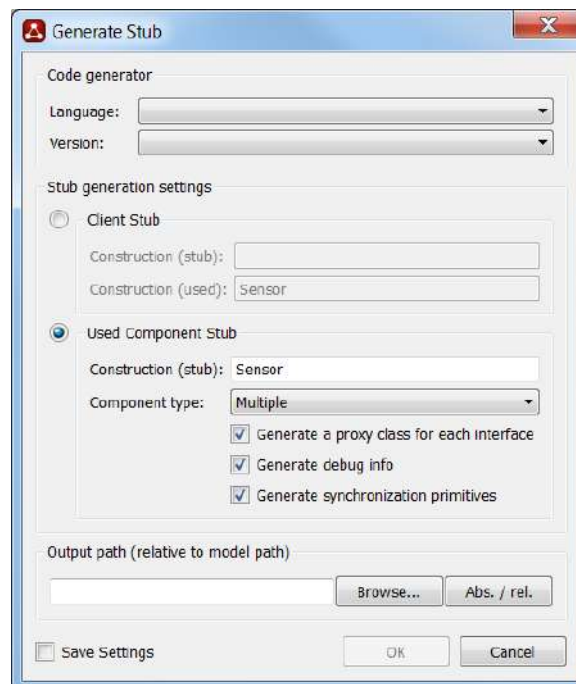 Generate Stub
Code generator
Language:
Version:
Stub generation settings
Client Stub
Construction (stub):
Construction (used): Sensor
Used Component Stub
Construction (stub): Sensor
Component type: Multiple
Generate a proxy class for each interface
Generate debug info
Generate synchronization primitives
Output path (relative to model path)
Browse... Abs. / rel.
Save Settings OK Cancel